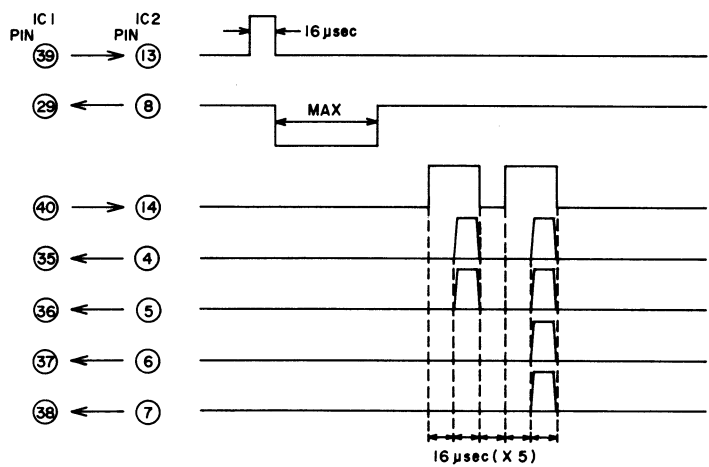 IC1 IC2
PIN PIN
39 13 16 µsec
29 8 MAX
40 14
35 4
36 5
37 6
38 7
16 µsec (X 5)